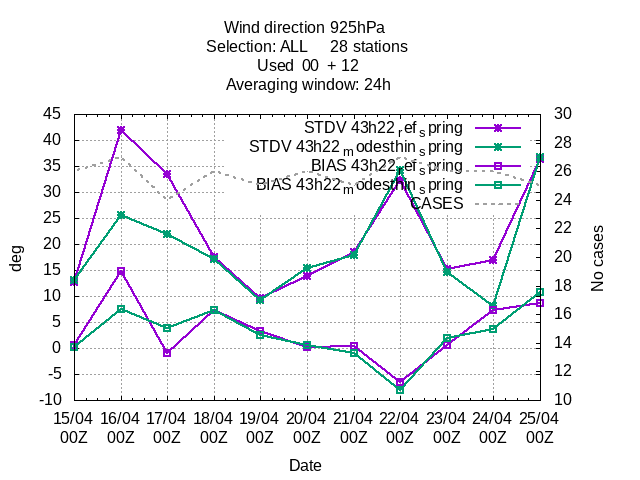 Wind direction 925hPa
Selection: ALL 28 stations
Used 00 + 12
Averaging window: 24h
STDV 43h22_ref_spring
STDV 43h22_modesthin_spring
BIAS 43h22_ref_spring
BIAS 43h22_modesthin_spring
CASES
45
40
35
30
25
20
15
10
5
0
-5
-10
deg
30
28
26
24
22
20
18
16
14
12
10
No cases
15/04 16/04 17/04 18/04 19/04 20/04 21/04 22/04 23/04 24/04 25/04
00Z 00Z 00Z 00Z 00Z 00Z 00Z 00Z 00Z 00Z 00Z
Date